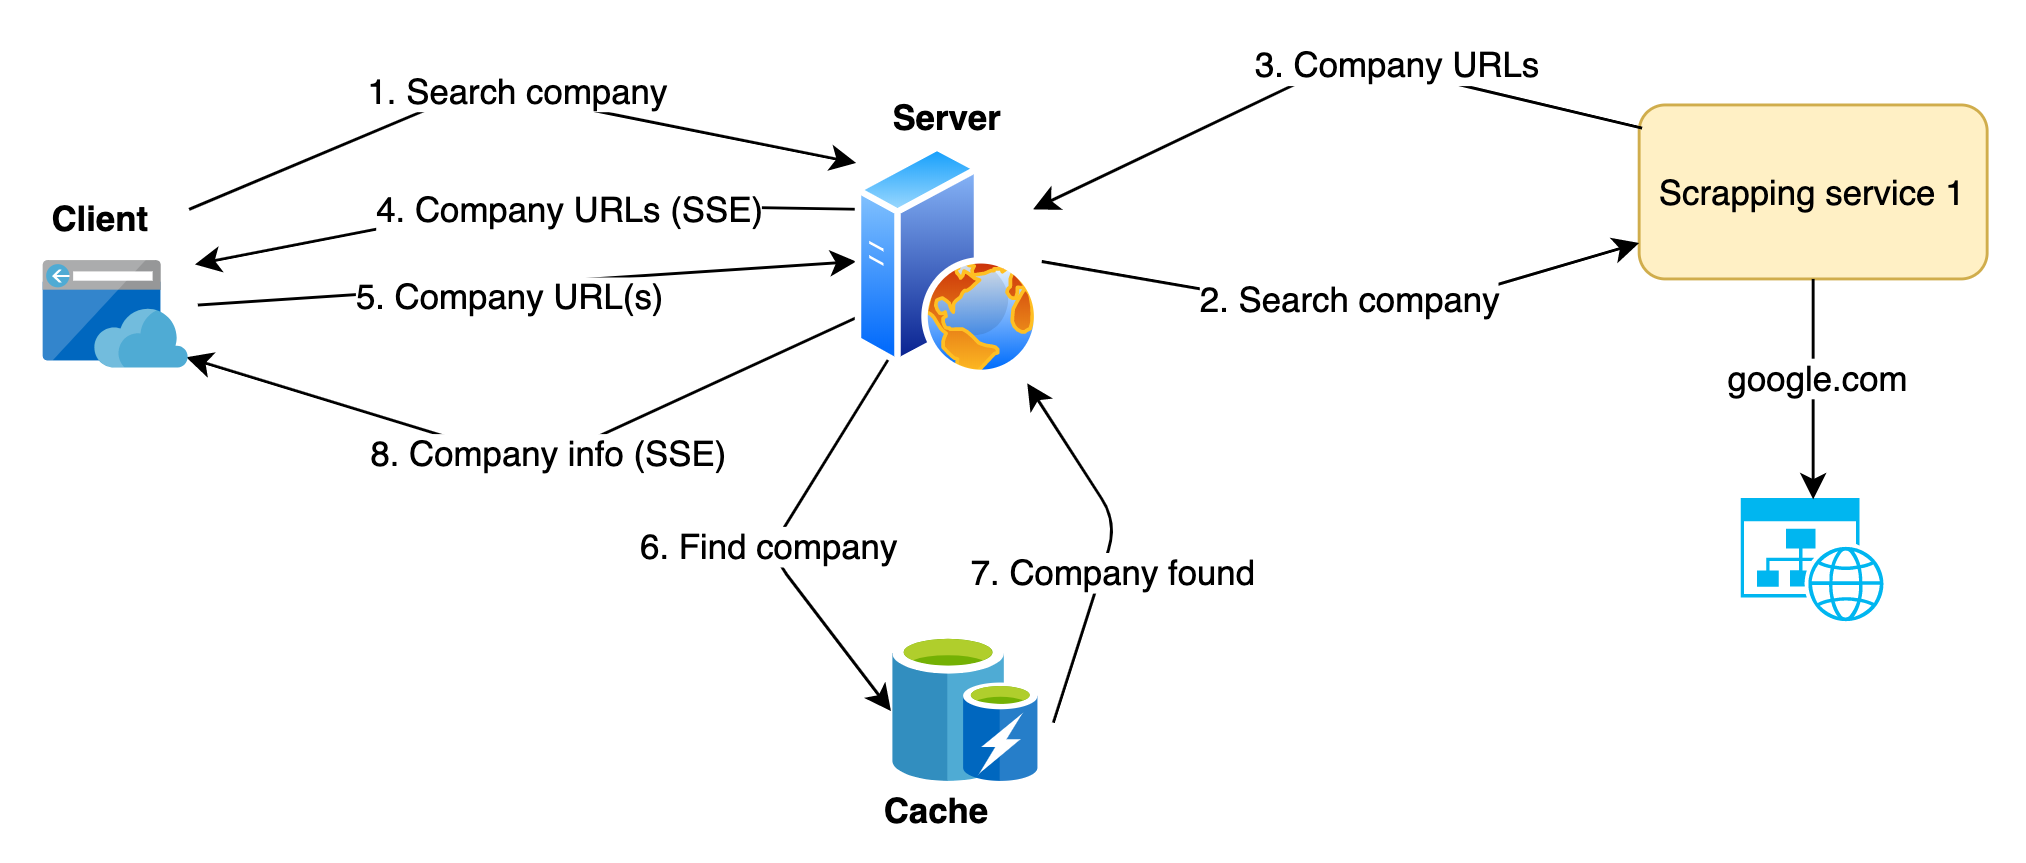 3. Company URLs
1. Search company
Server
Scrapping service 1
4. Company URLs (SSE)
Client
5. Company URL(s)
2. Search company
google.com
8. Company info (SSE)
6. Find company
7. Company found
Cache